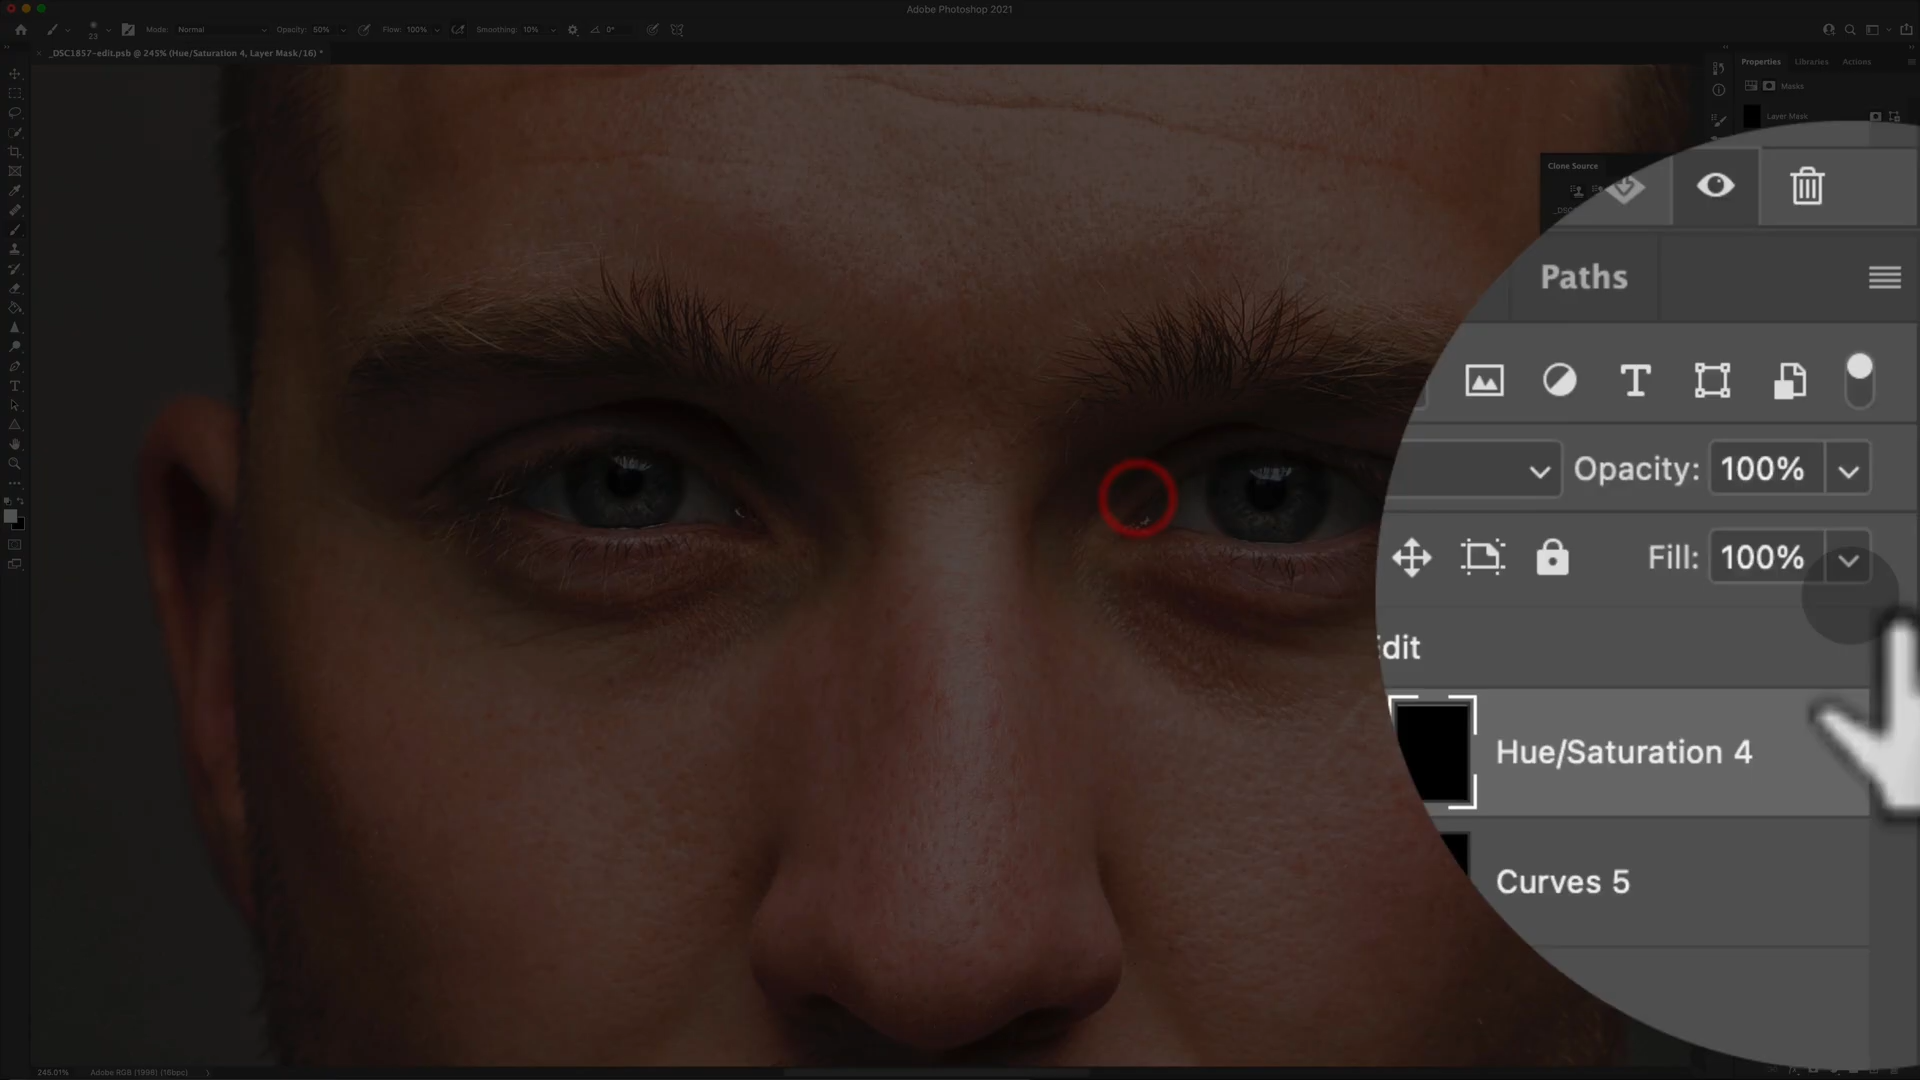 Adobe Photoshop 2021
23
Mode: Normal
Opacity: 50%
Flow: 100%
Smoothing: 10%
0°
_DSC1857-edit.psb @ 245% (Hue/Saturation 4, Layer Mask/16) *
Properties
Libraries
Actions
Masks
Layer Mask
Clone Source
Paths
Opacity: 100%
Fill: 100%
dit
Hue/Saturation 4
Curves 5
245.01%
Adobe RGB (1998) (16bpc)